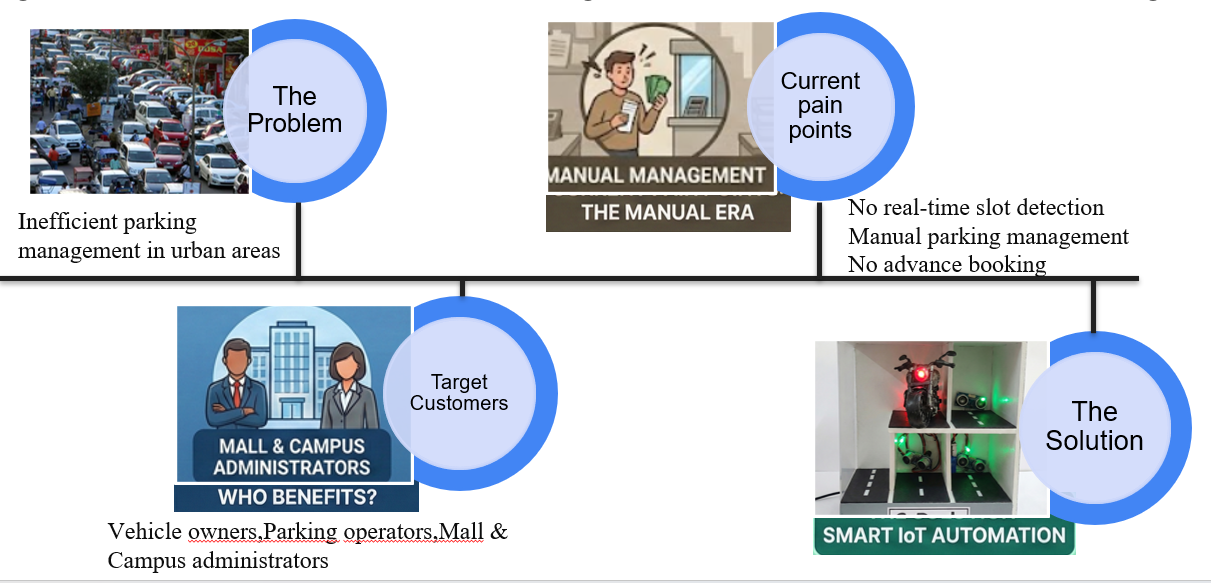 The
Problem
Inefficient parking
management in urban areas
MANUAL MANAGEMENT
THE MANUAL ERA
Current
pain
points
No real-time slot detection
Manual parking management
No advance booking
MALL & CAMPUS
ADMINISTRATORS
WHO BENEFITS?
Target
Customers
Vehicle owners,Parking operators,Mall &
Campus administrators
SMART IoT AUTOMATION
The
Solution